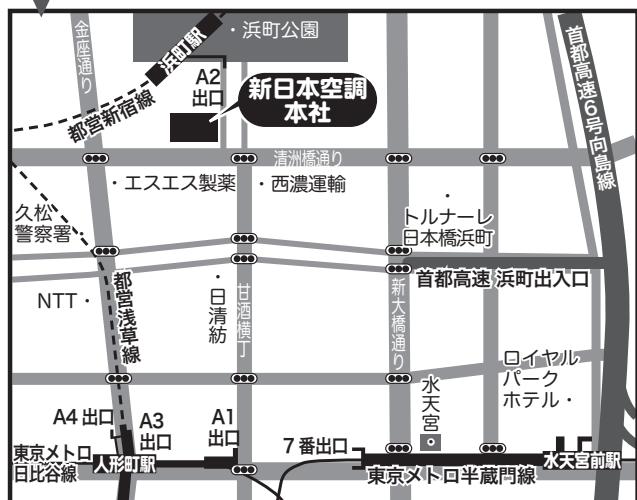 金座通り
浜町駅
・浜町公園
A2
出口
新日本空調
本社
都営新宿線
首都高速6号向島線
清洲橋通り
・エスエス製薬
・西濃運輸
久松
警察署・
・
トルナーレ
日本橋浜町
首都高速 浜町出入口
NTT・
都営浅草線
・日清紡
甘酒横丁
新大橋通り
ロイヤル
パーク
ホテル・
水天宮
A4 出口
A3
出口
A1
出口
7 番出口
東京メトロ
日比谷線
人形町駅
東京メトロ半蔵門線
水天宮前駅